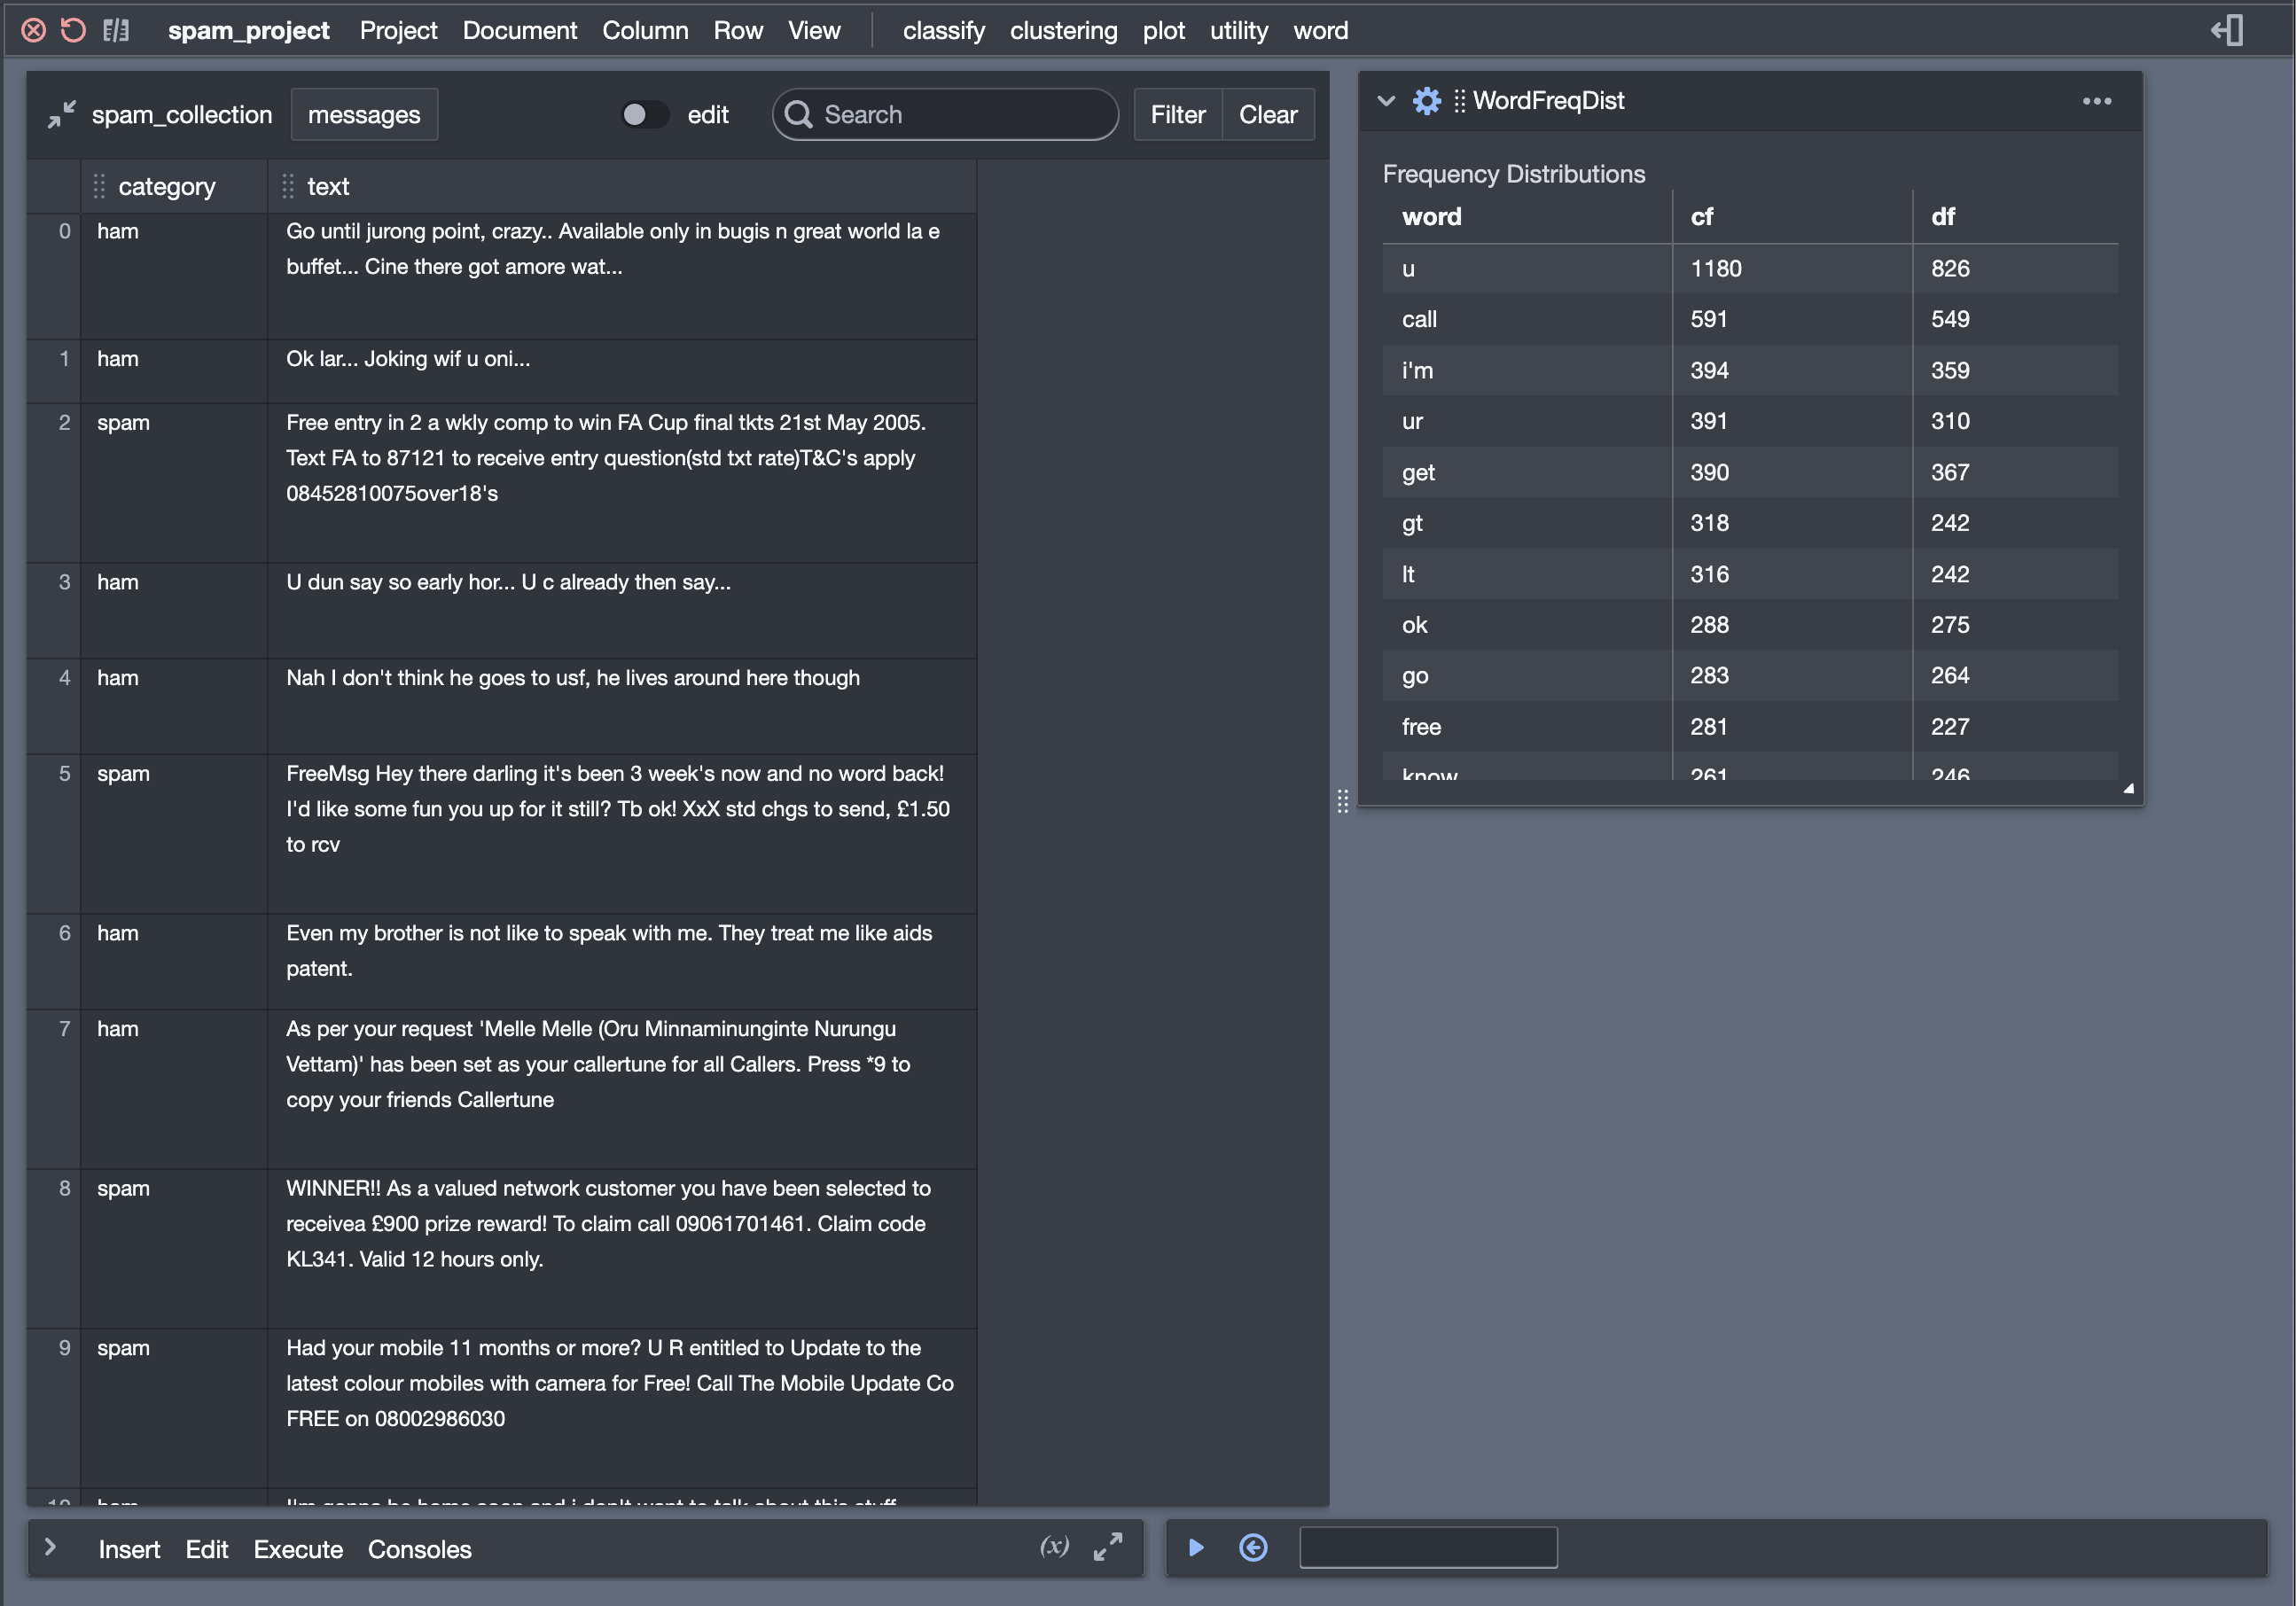 spam_project Project Document Column Row View classify clustering plot utility word
spam_collection messages edit Search Filter Clear
category text
0 ham Go until jurong point, crazy.. Available only in bugis n great world la e
buffet... Cine there got amore wat...
1 ham Ok lar... Joking wif u oni...
2 spam Free entry in 2 a wkly comp to win FA Cup final tkts 21st May 2005.
Text FA to 87121 to receive entry question(std txt rate)T&C's apply
08452810075over18's
3 ham U dun say so early hor... U c already then say...
4 ham Nah I don't think he goes to usf, he lives around here though
5 spam FreeMsg Hey there darling it's been 3 week's now and no word back!
I'd like some fun you up for it still? Tb ok! XxX std chgs to send, £1.50
to rcv
6 ham Even my brother is not like to speak with me. They treat me like aids
patent.
7 ham As per your request 'Melle Melle (Oru Minnaminunginte Nurungu
Vettam)' has been set as your callertune for all Callers. Press *9 to
copy your friends Callertune
8 spam WINNER!! As a valued network customer you have been selected to
receivea £900 prize reward! To claim call 09061701461. Claim code
KL341. Valid 12 hours only.
9 spam Had your mobile 11 months or more? U R entitled to Update to the
latest colour mobiles with camera for Free! Call The Mobile Update Co
FREE on 08002986030
10 ham I'm gonna be home soon and i don't want to talk about this stuff
WordFreqDist
Frequency Distributions
word cf df
u 1180 826
call 591 549
i'm 394 359
ur 391 310
get 390 367
gt 318 242
lt 316 242
ok 288 275
go 283 264
free 281 227
know 261 246
Insert Edit Execute Consoles (x)